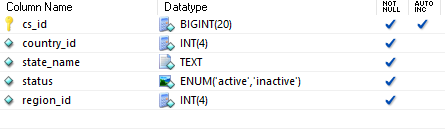 Column Name Datatype NOT NULL AUTO INC
cs_id BIGINT(20)
country_id INT(4)
state_name TEXT
status ENUM('active','inactive')
region_id INT(4)